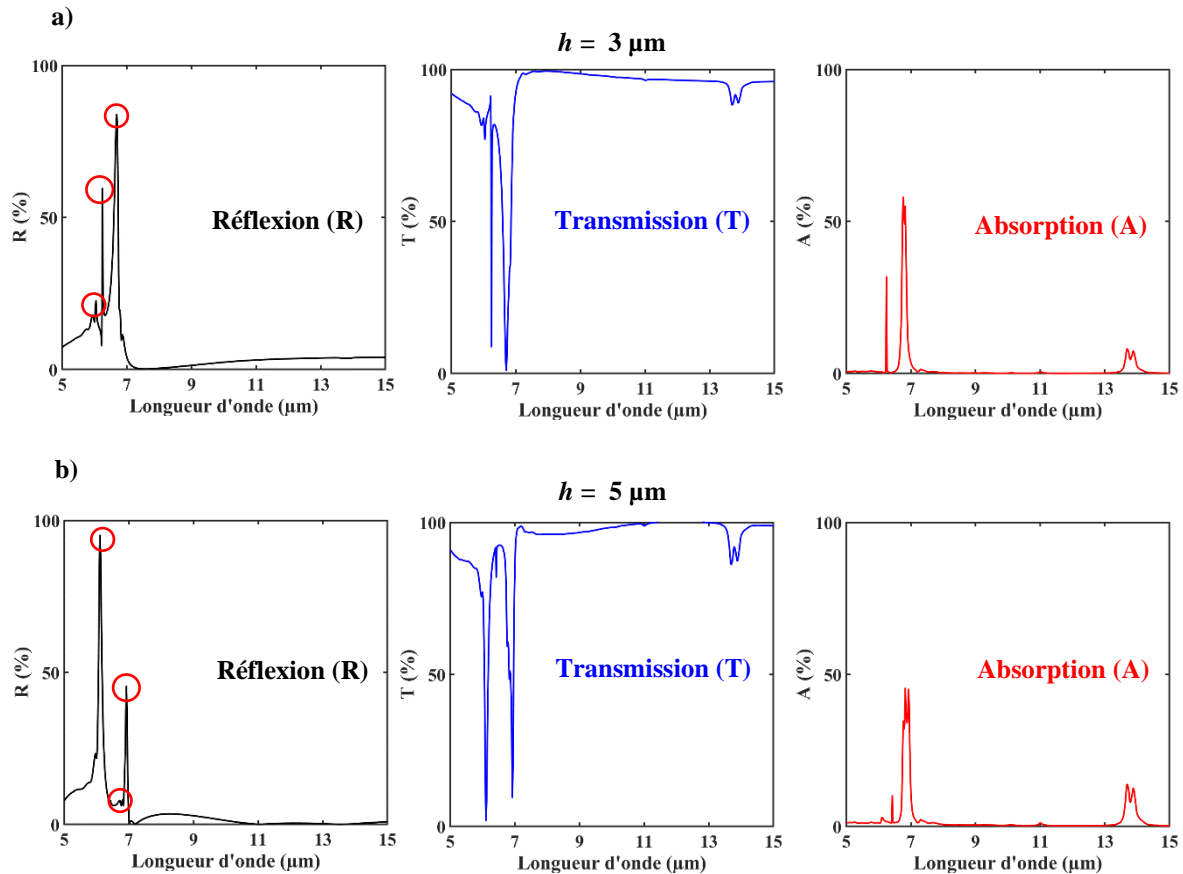 a)
h = 3 µm
100
50
0
R (%)
Réflexion (R)
5 7 9 11 13 15
Longueur d'onde (µm)
100
50
0
T (%)
Transmission (T)
5 7 9 11 13 15
Longueur d'onde (µm)
100
50
0
A (%)
Absorption (A)
5 7 9 11 13 15
Longueur d'onde (µm)
b)
h = 5 µm
100
50
0
R (%)
Réflexion (R)
5 7 9 11 13 15
Longueur d'onde (µm)
100
50
0
T (%)
Transmission (T)
5 7 9 11 13 15
Longueur d'onde (µm)
100
50
0
A (%)
Absorption (A)
5 7 9 11 13 15
Longueur d'onde (µm)